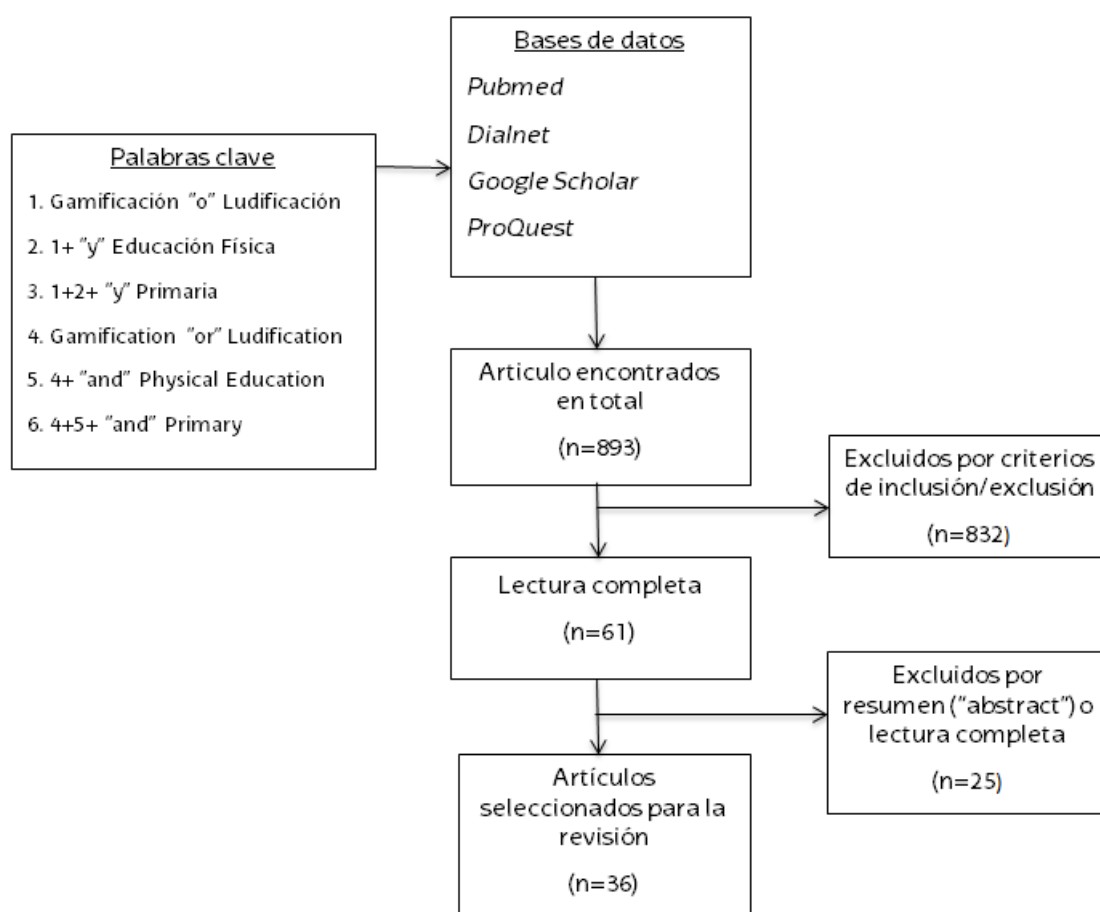 Palabras clave
1. Gamificación "o" Ludificación
2. 1+ "y" Educación Física
3. 1+2+ "y" Primaria
4. Gamification "or" Ludification
5. 4+ "and" Physical Education
6. 4+5+ "and" Primary
Bases de datos
Pubmed
Dialnet
Google Scholar
ProQuest
Articulo encontrados
en total
(n=893)
Excluidos por criterios
de inclusión/exclusión
(n=832)
Lectura completa
(n=61)
Excluidos por
resumen ("abstract") o
lectura completa
(n=25)
Artículos
seleccionados para la
revisión
(n=36)